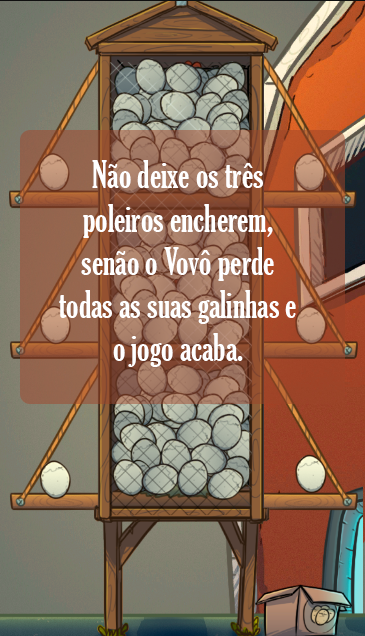 Não deixe os três
poleiros encherem,
senão o Vovô perde
todas as suas galinhas e
o jogo acaba.